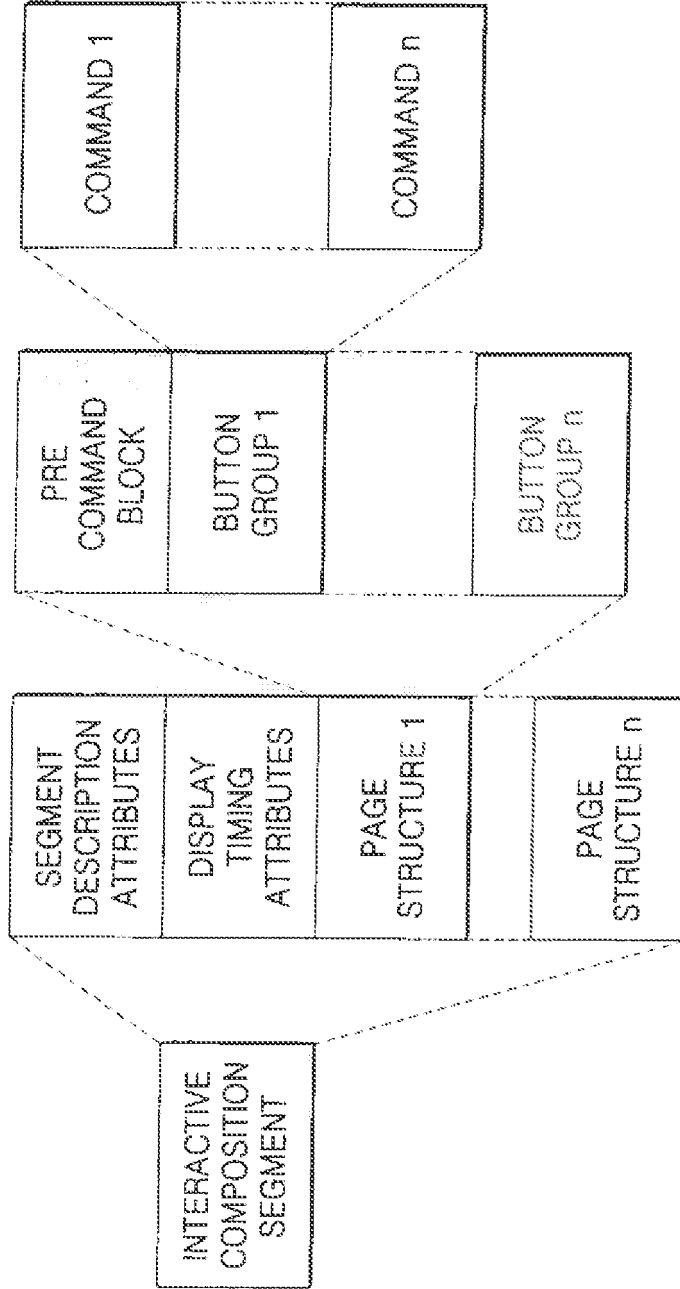 INTERACTIVE
COMPOSITION
SEGMENT
SEGMENT
DESCRIPTION
ATTRIBUTES
DISPLAY
TIMING
ATTRIBUTES
PAGE
STRUCTURE 1
PAGE
STRUCTURE n
PRE
COMMAND
BLOCK
BUTTON
GROUP 1
BUTTON
GROUP n
COMMAND 1
COMMAND n